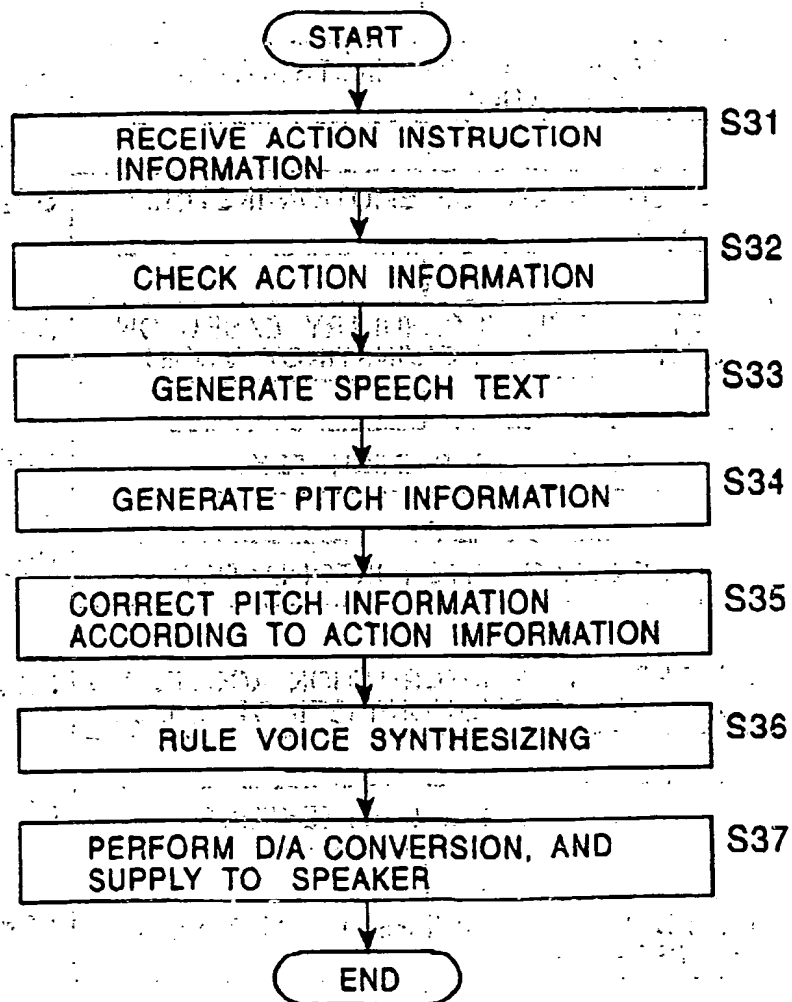 START
S31
RECEIVE ACTION INSTRUCTION
INFORMATION
S32
CHECK ACTION INFORMATION
S33
GENERATE SPEECH TEXT
S34
GENERATE PITCH INFORMATION
S35
CORRECT PITCH INFORMATION
ACCORDING TO ACTION IMFORMATION
S36
RULE VOICE SYNTHESIZING
S37
PERFORM D/A CONVERSION, AND
SUPPLY TO SPEAKER
END